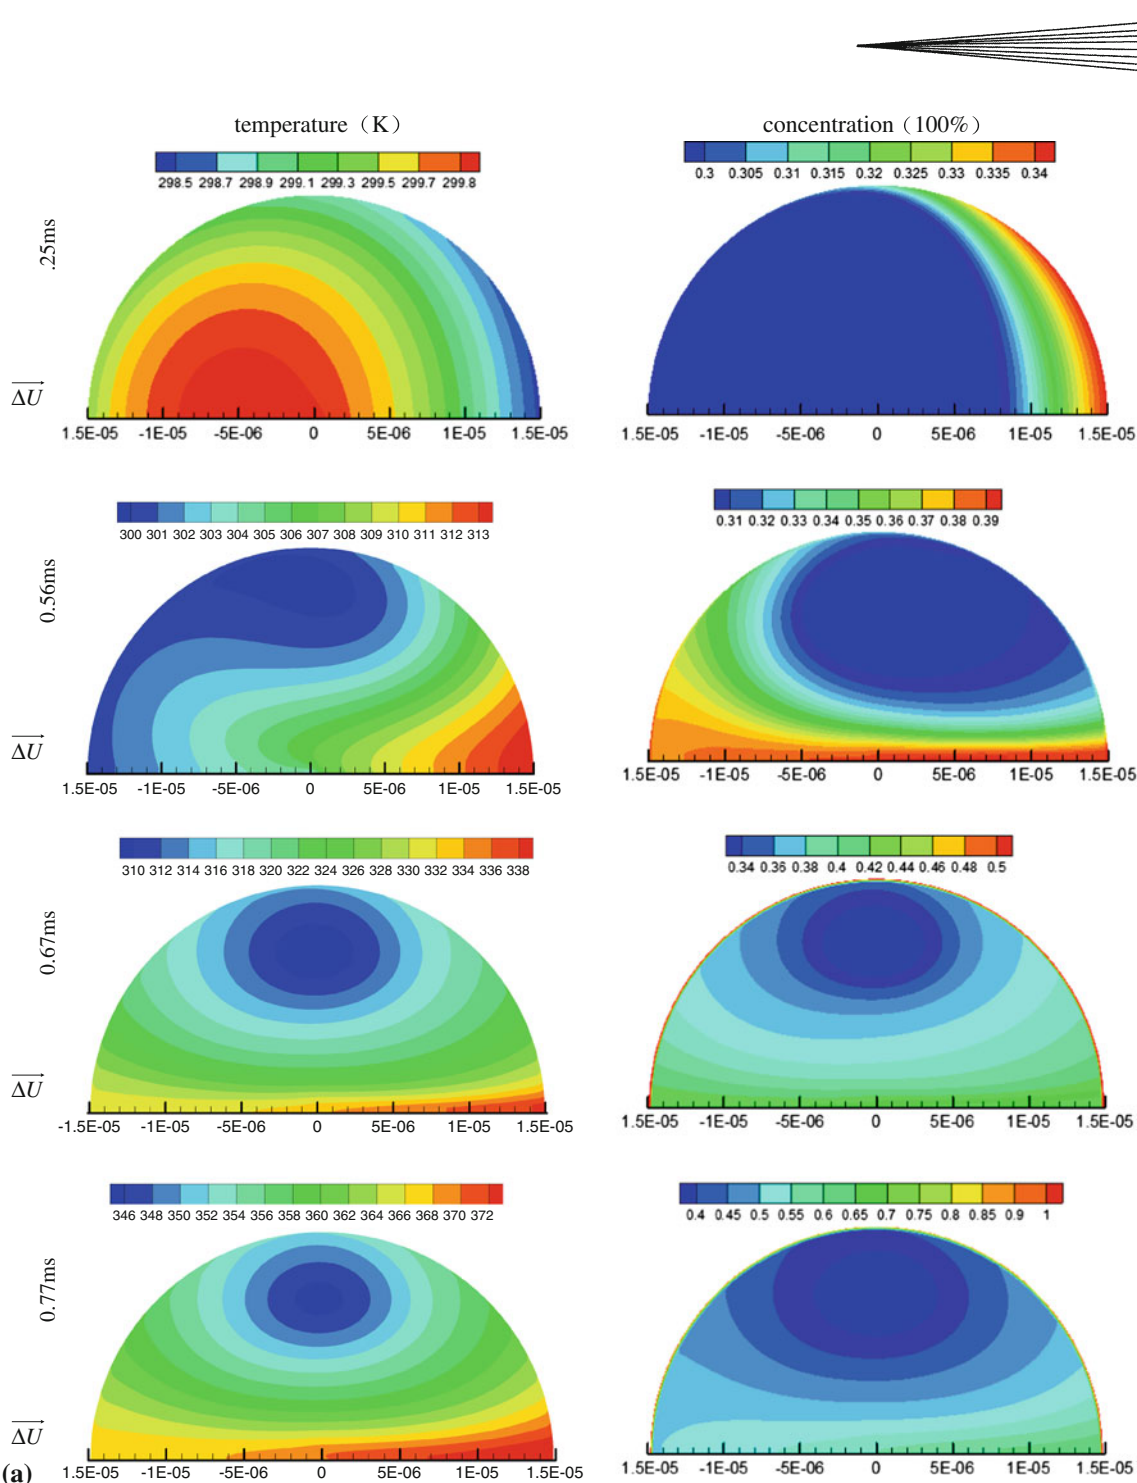 temperature（K） concentration（100%）
298.5 298.7 298.9 299.1 299.3 299.5 299.7 299.8
0.3 0.305 0.31 0.315 0.32 0.325 0.33 0.335 0.34
.25ms
ΔU
1.5E-05 -1E-05 -5E-06 0 5E-06 1E-05 1.5E-05
1.5E-05 -1E-05 -5E-06 0 5E-06 1E-05 1.5E-05
300 301 302 303 304 305 306 307 308 309 310 311 312 313
0.31 0.32 0.33 0.34 0.35 0.36 0.37 0.38 0.39
0.56ms
ΔU
1.5E-05 -1E-05 -5E-06 0 5E-06 1E-05 1.5E-05
1.5E-05 -1E-05 -5E-06 0 5E-06 1E-05 1.5E-05
310 312 314 316 318 320 322 324 326 328 330 332 334 336 338
0.34 0.36 0.38 0.4 0.42 0.44 0.46 0.48 0.5
0.67ms
ΔU
-1.5E-05 -1E-05 -5E-06 0 5E-06 1E-05 1.5E-05
1.5E-05 -1E-05 -5E-06 0 5E-06 1E-05 1.5E-05
346 348 350 352 354 356 358 360 362 364 366 368 370 372
0.4 0.45 0.5 0.55 0.6 0.65 0.7 0.75 0.8 0.85 0.9 1
0.77ms
ΔU
(a) 1.5E-05 -1E-05 -5E-06 0 5E-06 1E-05 1.5E-05
1.5E-05 -1E-05 -5E-06 0 5E-06 1E-05 1.5E-05